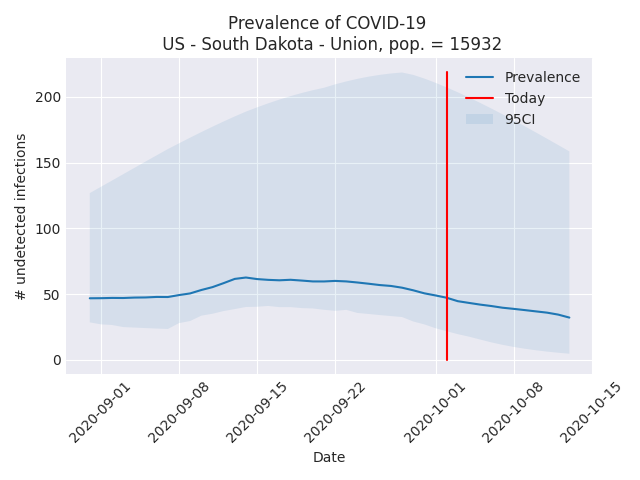 Prevalence of COVID-19
US - South Dakota - Union, pop. = 15932
Prevalence
Today
95CI
# undetected infections
200
150
100
50
0
2020-09-01
2020-09-08
2020-09-15
2020-09-22
2020-10-01
2020-10-08
2020-10-15
Date